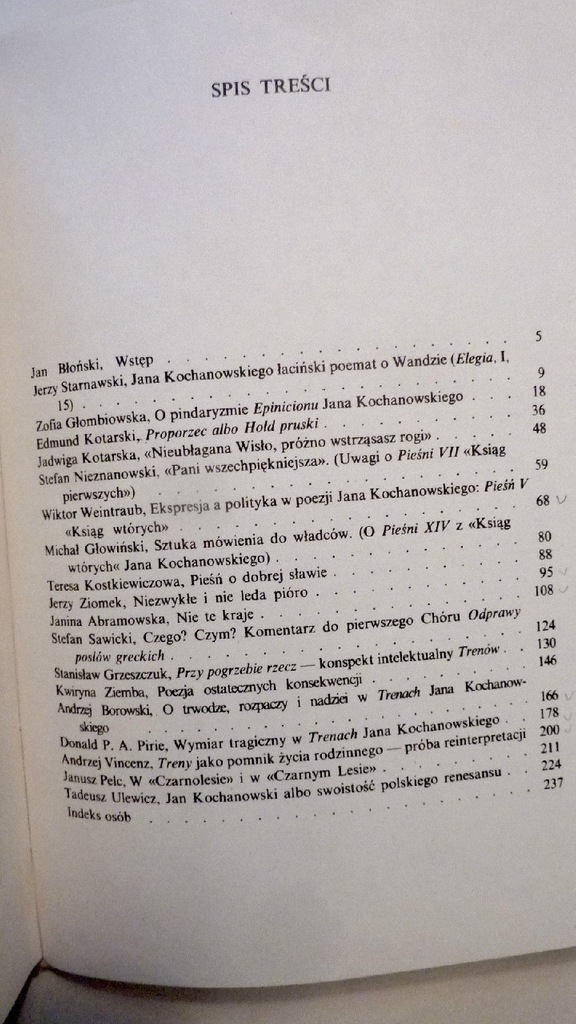 SPIS TREŚCI
Jan Błoński, Wstęp . . . . . . . . . . . . . . . . 5
Jerzy Starnawski, Jana Kochanowskiego łaciński poemat o Wandzie (Elegia, I,
15) . . . . . . . . . . . . . . . . . . 9
Zofia Głombiowska, O pindaryzmie Epinicionu Jana Kochanowskiego . . . 18
Edmund Kotarski, Proporzec albo Hołd pruski . . . . . . . . 36
Jadwiga Kotarska, «Nieubłagana Wisło, próżno wstrząsasz rogi» . . . . 48
Stefan Nieznanowski, «Pani wszechpiękniejsza». (Uwagi o Pieśni VII «Ksiąg
pierwszych») . . . . . . . . . . . . . . . 59
Wiktor Weintraub, Ekspresja a polityka w poezji Jana Kochanowskiego: Pieśń V
«Ksiąg wtórych» . . . . . . . . . . . . . . 68
Michał Głowiński, Sztuka mówienia do władców. (O Pieśni XIV z «Ksiąg
wtórych« Jana Kochanowskiego) . . . . . . . . . . 80
Teresa Kostkiewiczowa, Pieśń o dobrej sławie . . . . . . . . 88
Jerzy Ziomek, Niezwykłe i nie leda pióro . . . . . . . . . 95
Janina Abramowska, Nie te kraje . . . . . . . . . . . 108
Stefan Sawicki, Czego? Czym? Komentarz do pierwszego Chóru Odprawy
posłów greckich . . . . . . . . . . . . . . 124
Stanisław Grzeszczuk, Przy pogrzebie rzecz — konspekt intelektualny Trenów . . 130
Kwiryna Ziemba, Poezja ostatecznych konsekwencji . . . . . . . 146
Andrzej Borowski, O trwodze, rozpaczy i nadziei w Trenach Jana Kochanow-
skiego . . . . . . . . . . . . . . . . . 166
Donald P. A. Pirie, Wymiar tragiczny w Trenach Jana Kochanowskiego . . 178
Andrzej Vincenz, Treny jako pomnik życia rodzinnego — próba reinterpretacji 200
Janusz Pelc, W «Czarnolesie» i w «Czarnym Lesie» . . . . . . . 211
Tadeusz Ulewicz, Jan Kochanowski albo swoistość polskiego renesansu . . 224
Indeks osób . . . . . . . . . . . . . . . . 237